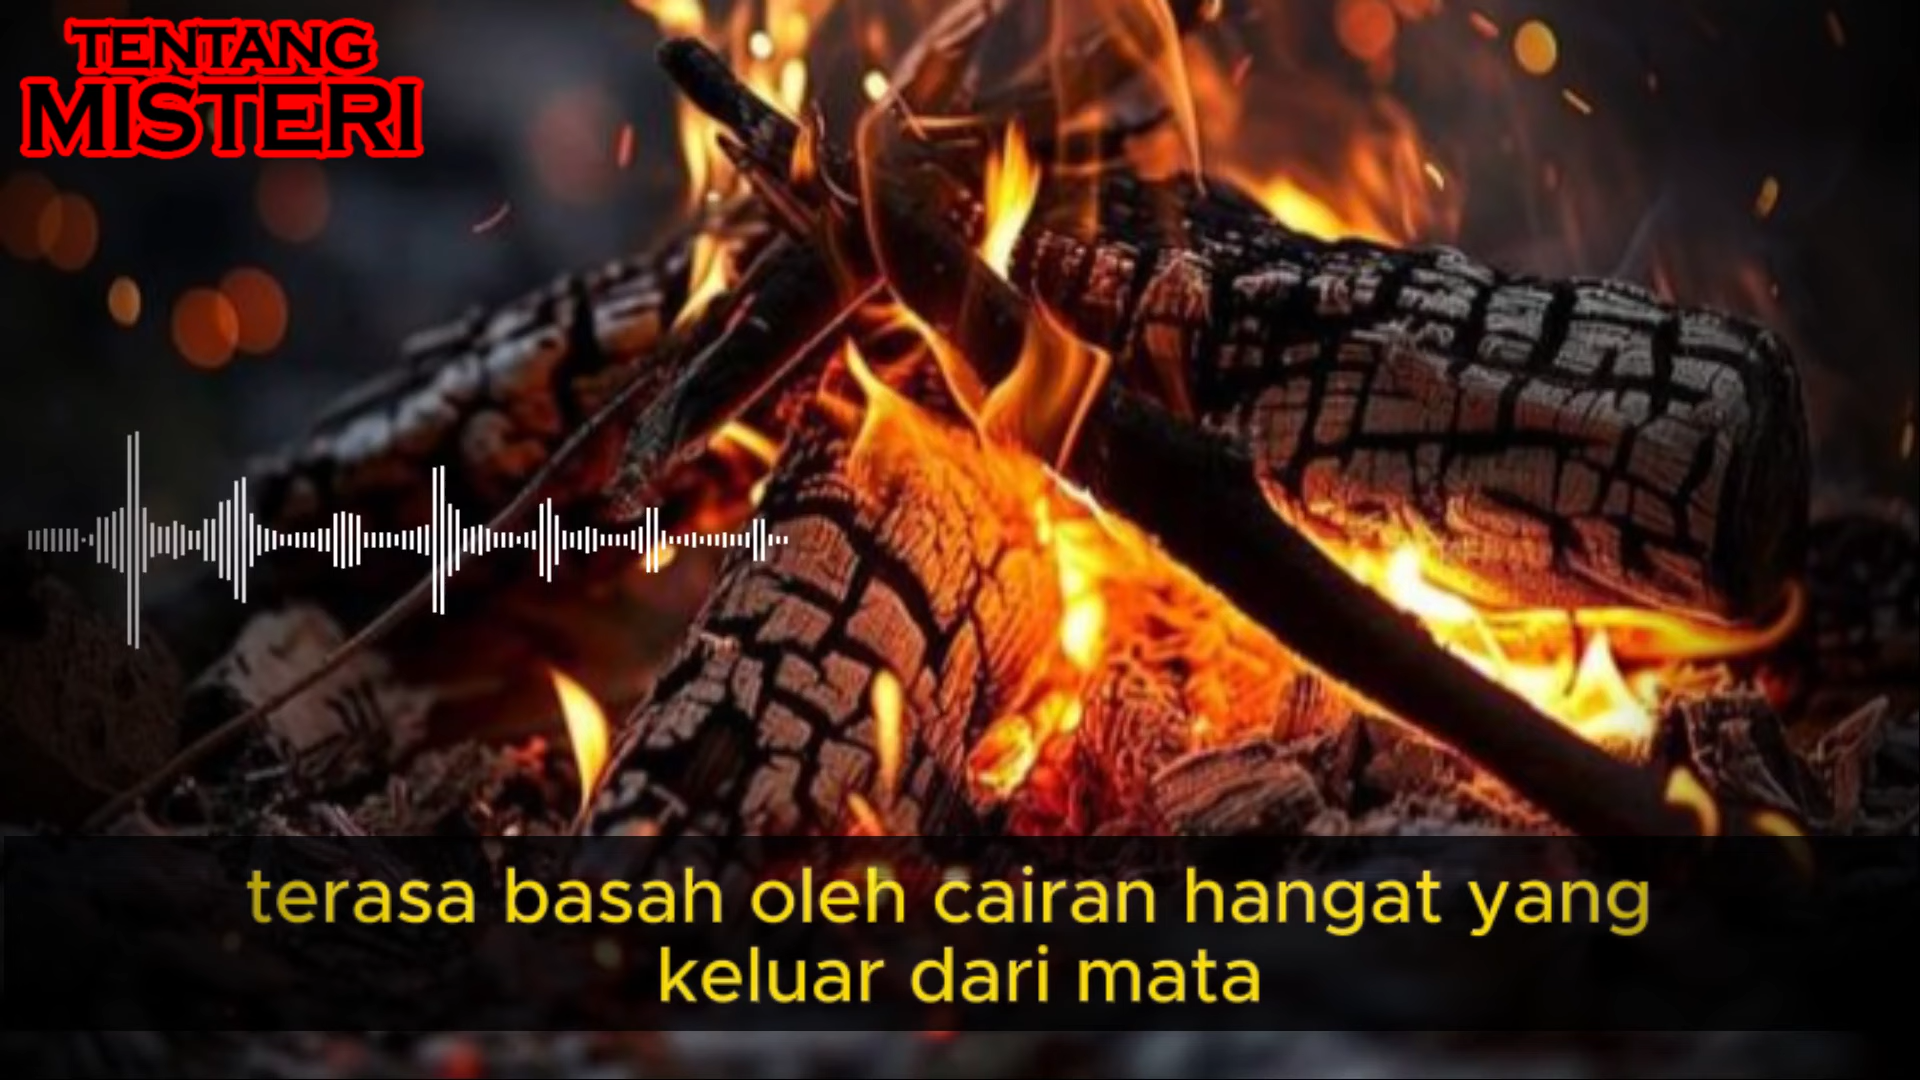 TENTANG
MISTERI
terasa basah oleh cairan hangat yang
keluar dari mata